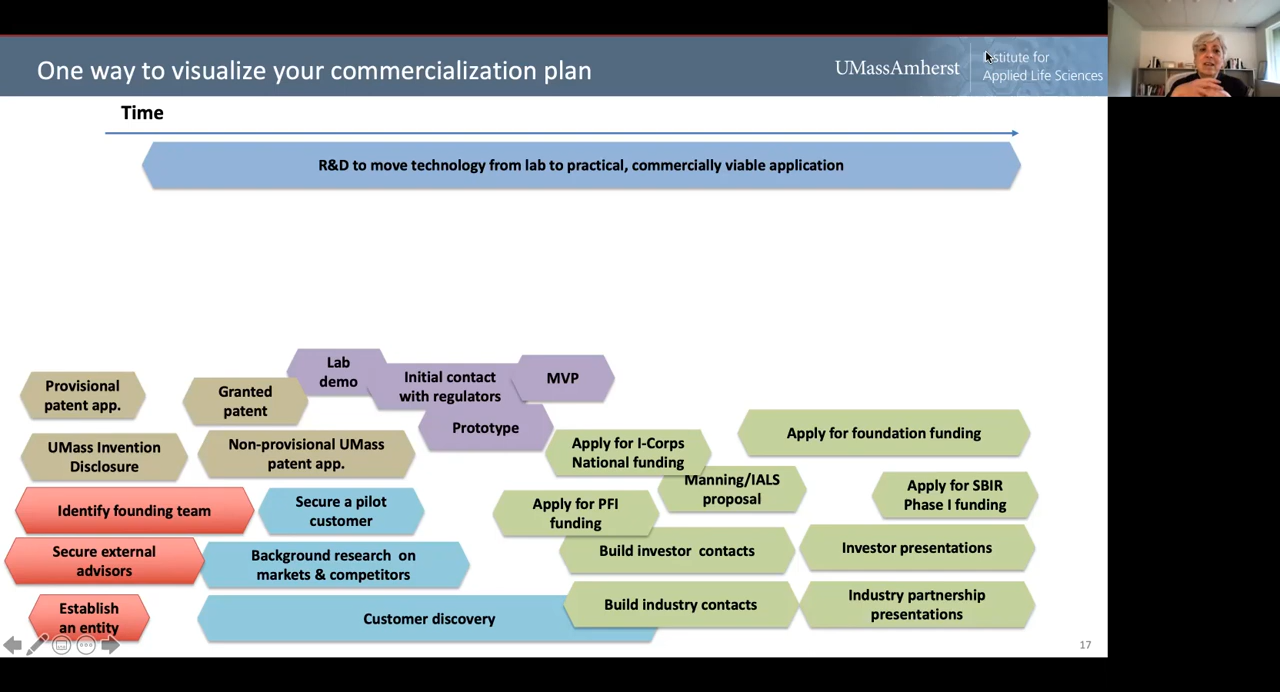 One way to visualize your commercialization plan
UMassAmherst
Institute for
Applied Life Sciences
Time
R&D to move technology from lab to practical, commercially viable application
Lab
demo
Initial contact
with regulators
MVP
Provisional
patent app.
Granted
patent
Prototype
UMass Invention
Disclosure
Non-provisional UMass
patent app.
Apply for I-Corps
National funding
Apply for foundation funding
Manning/IALS
proposal
Apply for SBIR
Phase I funding
Identify founding team
Secure a pilot
customer
Apply for PFI
funding
Secure external
advisors
Background research on
markets & competitors
Build investor contacts
Investor presentations
Establish
an entity
Customer discovery
Build industry contacts
Industry partnership
presentations
17